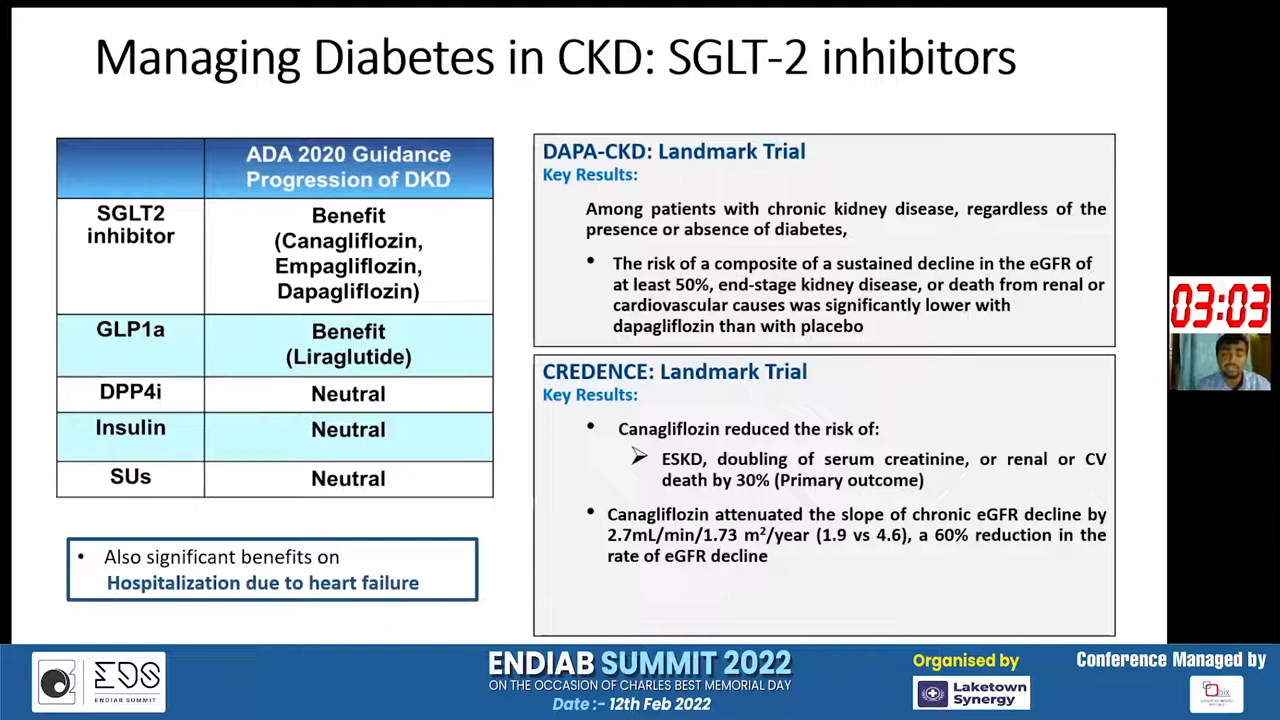 Managing Diabetes in CKD: SGLT-2 inhibitors
ADA 2020 Guidance
Progression of DKD
SGLT2
inhibitor
Benefit
(Canagliflozin,
Empagliflozin,
Dapagliflozin)
GLP1a
Benefit
(Liraglutide)
DPP4i
Neutral
Insulin
Neutral
SUs
Neutral
• Also significant benefits on
Hospitalization due to heart failure
DAPA-CKD: Landmark Trial
Key Results:
Among patients with chronic kidney disease, regardless of the
presence or absence of diabetes,
• The risk of a composite of a sustained decline in the eGFR of
at least 50%, end-stage kidney disease, or death from renal or
cardiovascular causes was significantly lower with
dapagliflozin than with placebo
CREDENCE: Landmark Trial
Key Results:
• Canagliflozin reduced the risk of:
➢ ESKD, doubling of serum creatinine, or renal or CV
death by 30% (Primary outcome)
• Canagliflozin attenuated the slope of chronic eGFR decline by
2.7mL/min/1.73 m²/year (1.9 vs 4.6), a 60% reduction in the
rate of eGFR decline
03:03
EDS
ENDIAB SUMMIT
ENDIAB SUMMIT 2022
ON THE OCCASION OF CHARLES BEST MEMORIAL DAY
Date :- 12th Feb 2022
Organised by
Laketown
Synergy
Conference Managed by